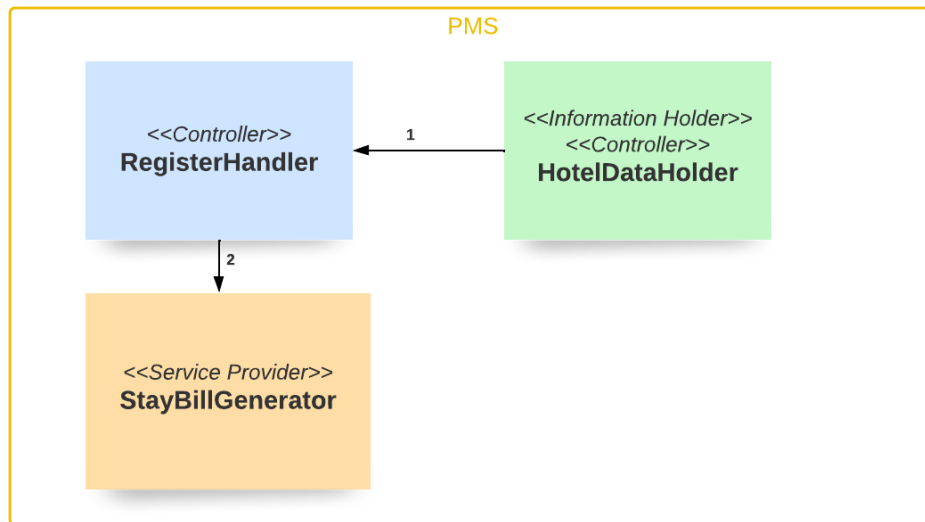 PMS
<<Controller>>
RegisterHandler
1
<<Information Holder>>
<<Controller>>
HotelDataHolder
2
<<Service Provider>>
StayBillGenerator